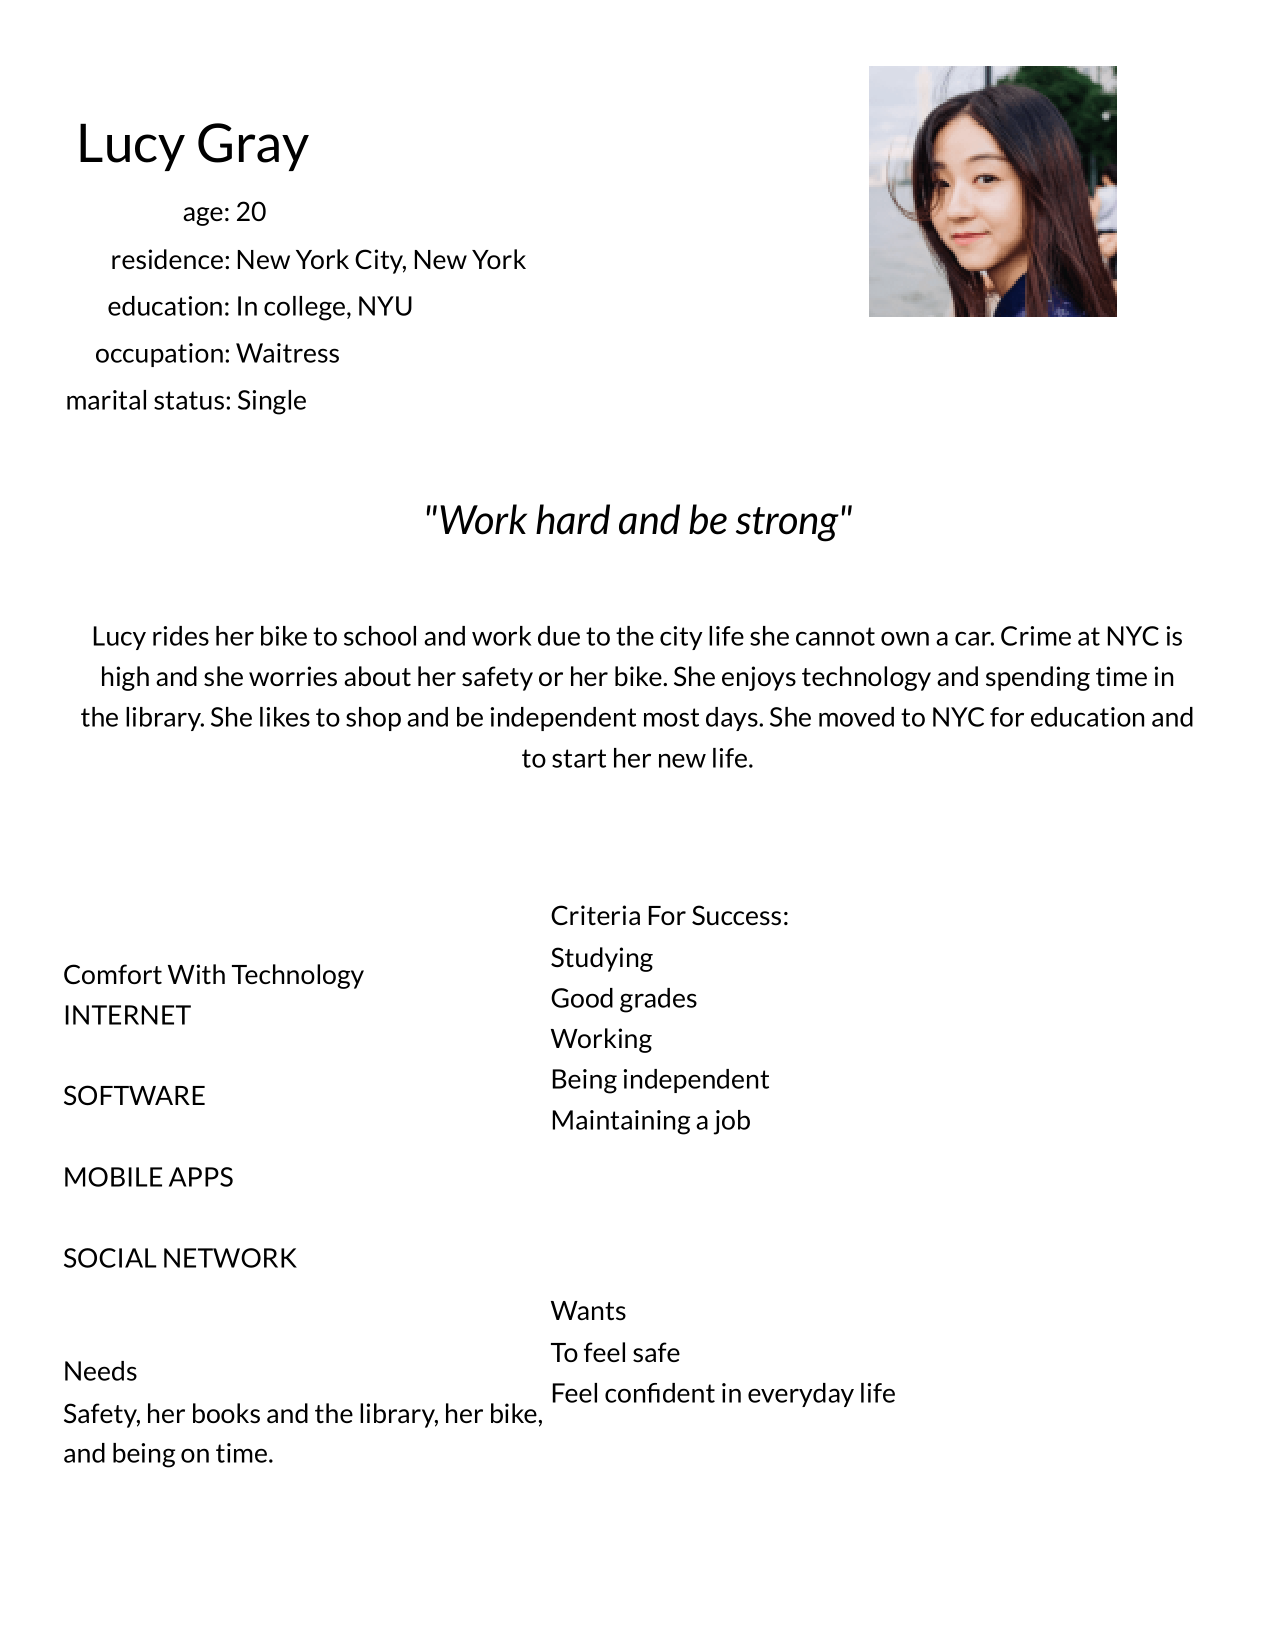 Lucy Gray
age: 20
residence: New York City, New York
education: In college, NYU
occupation: Waitress
marital status: Single
"Work hard and be strong"
Lucy rides her bike to school and work due to the city life she cannot own a car. Crime at NYC is
high and she worries about her safety or her bike. She enjoys technology and spending time in
the library. She likes to shop and be independent most days. She moved to NYC for education and
to start her new life.
Comfort With Technology
INTERNET
SOFTWARE
MOBILE APPS
SOCIAL NETWORK
Criteria For Success:
Studying
Good grades
Working
Being independent
Maintaining a job
Needs
Safety, her books and the library, her bike,
and being on time.
Wants
To feel safe
Feel confident in everyday life